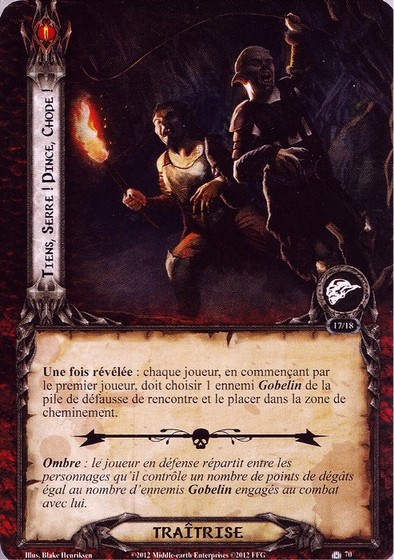 Tiens, Serre ! Pince, Chope !
17/18
Une fois révélée : chaque joueur, en commençant par
le premier joueur, doit choisir 1 ennemi Gobelin de la
pile de défausse de rencontre et le placer dans la zone de
cheminement.
Ombre : le joueur en défense répartit entre les
personnages qu'il contrôle un nombre de points de dégâts
égal au nombre d'ennemis Gobelin engagés au combat
avec lui.
TRAÎTRISE
Illus. Blake Henriksen ©2012 Middle-earth Enterprises ©2012 FFG 70